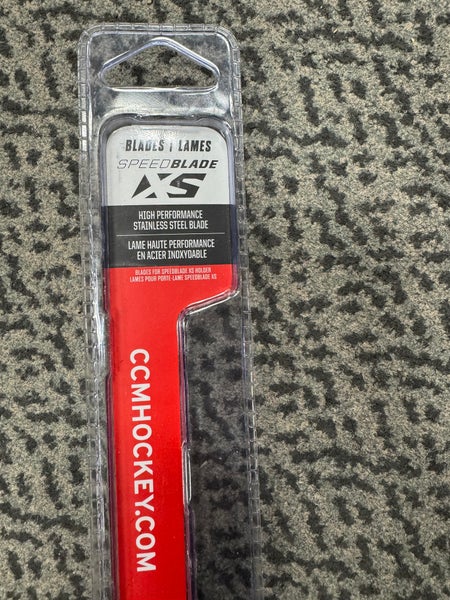 BLADES | LAMES
SPEEDBLADE
XS
HIGH PERFORMANCE
STAINLESS STEEL BLADE
LAME HAUTE PERFORMANCE
EN ACIER INOXYDABLE
BLADES FOR SPEEDBLADE XS HOLDER
LAMES POUR PORTE-LAME SPEEDBLADE XS
CCMHOCKEY.COM